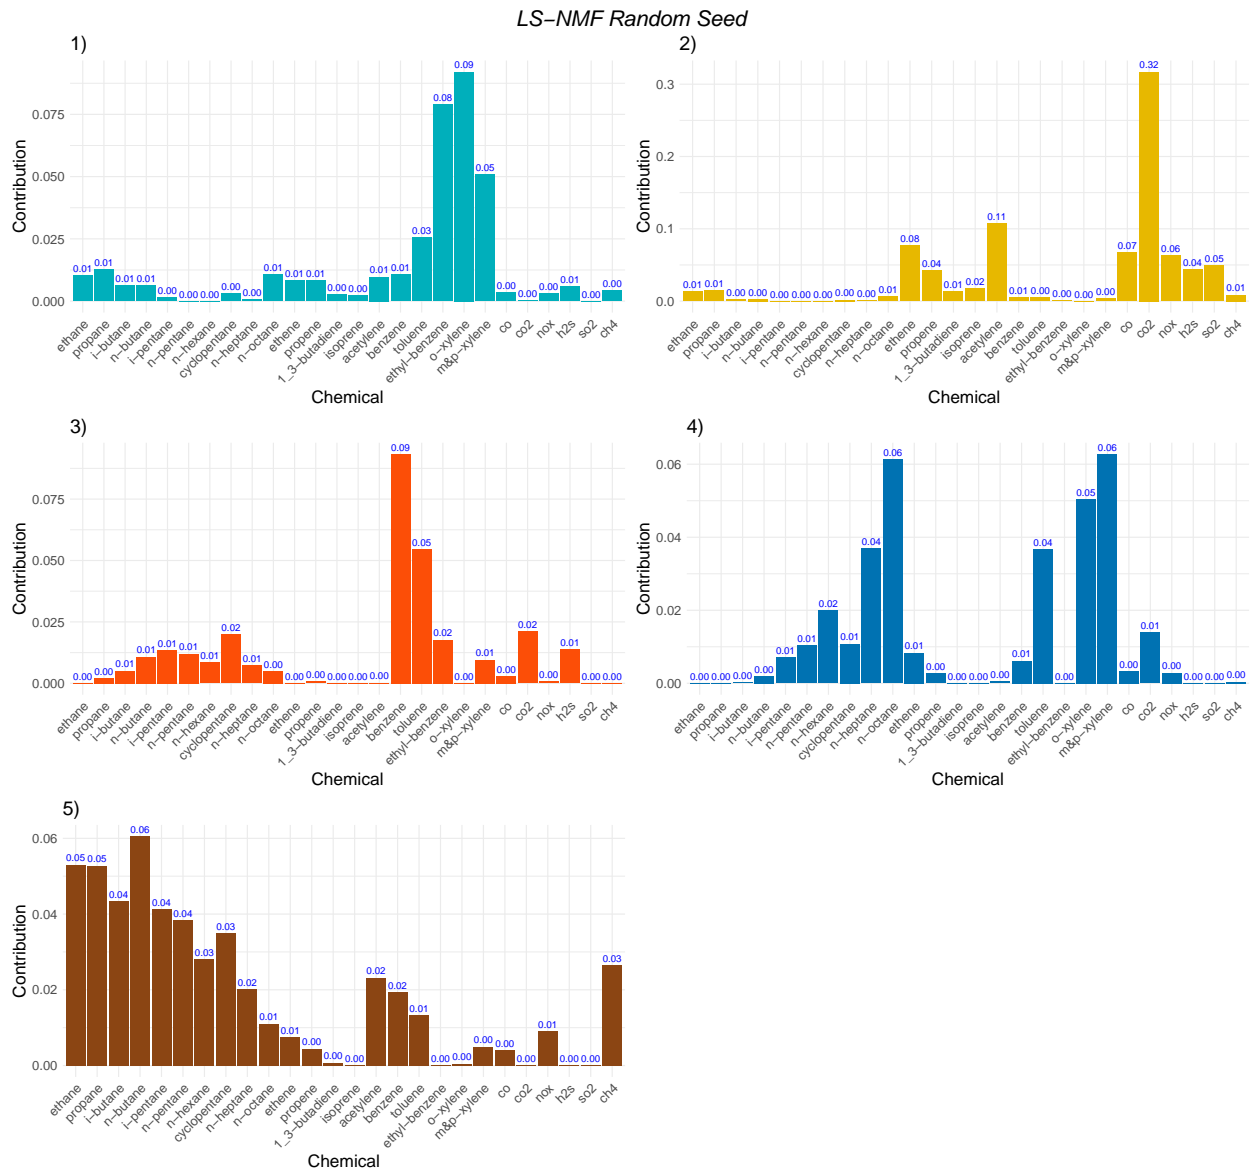 LS−NMF Random Seed
1)
Contribution
0.075
0.050
0.025
0.000
0.01 0.01 0.01 0.01 0.00 0.00 0.00 0.00 0.00 0.01 0.01 0.01 0.00 0.00 0.01 0.01 0.03 0.08 0.09 0.05 0.00 0.00 0.00 0.01 0.00 0.00
ethane propane i−butane n−butane i−pentane n−pentane n−hexane cyclopentane n−heptane n−octane ethene propene 1_3−butadiene isoprene acetylene benzene toluene ethyl−benzene o−xylene m&p−xylene co co2 nox h2s so2 ch4
Chemical
2)
Contribution
0.3
0.2
0.1
0.0
0.01 0.01 0.00 0.00 0.00 0.00 0.00 0.00 0.00 0.01 0.08 0.04 0.01 0.02 0.11 0.01 0.00 0.00 0.00 0.00 0.07 0.32 0.06 0.04 0.05 0.01
ethane propane i−butane n−butane i−pentane n−pentane n−hexane cyclopentane n−heptane n−octane ethene propene 1_3−butadiene isoprene acetylene benzene toluene ethyl−benzene o−xylene m&p−xylene co co2 nox h2s so2 ch4
Chemical
3)
Contribution
0.075
0.050
0.025
0.000
0.00 0.00 0.01 0.01 0.01 0.01 0.01 0.02 0.01 0.00 0.00 0.00 0.00 0.00 0.00 0.09 0.05 0.02 0.00 0.01 0.00 0.02 0.00 0.01 0.00 0.00
ethane propane i−butane n−butane i−pentane n−pentane n−hexane cyclopentane n−heptane n−octane ethene propene 1_3−butadiene isoprene acetylene benzene toluene ethyl−benzene o−xylene m&p−xylene co co2 nox h2s so2 ch4
Chemical
4)
Contribution
0.06
0.04
0.02
0.00
0.00 0.00 0.00 0.00 0.01 0.01 0.02 0.01 0.04 0.06 0.01 0.00 0.00 0.00 0.00 0.01 0.04 0.00 0.05 0.06 0.00 0.01 0.00 0.00 0.00 0.00
ethane propane i−butane n−butane i−pentane n−pentane n−hexane cyclopentane n−heptane n−octane ethene propene 1_3−butadiene isoprene acetylene benzene toluene ethyl−benzene o−xylene m&p−xylene co co2 nox h2s so2 ch4
Chemical
5)
Contribution
0.06
0.04
0.02
0.00
0.05 0.05 0.04 0.06 0.04 0.04 0.03 0.03 0.02 0.01 0.01 0.00 0.00 0.00 0.02 0.02 0.01 0.00 0.00 0.00 0.00 0.00 0.01 0.00 0.00 0.03
ethane propane i−butane n−butane i−pentane n−pentane n−hexane cyclopentane n−heptane n−octane ethene propene 1_3−butadiene isoprene acetylene benzene toluene ethyl−benzene o−xylene m&p−xylene co co2 nox h2s so2 ch4
Chemical